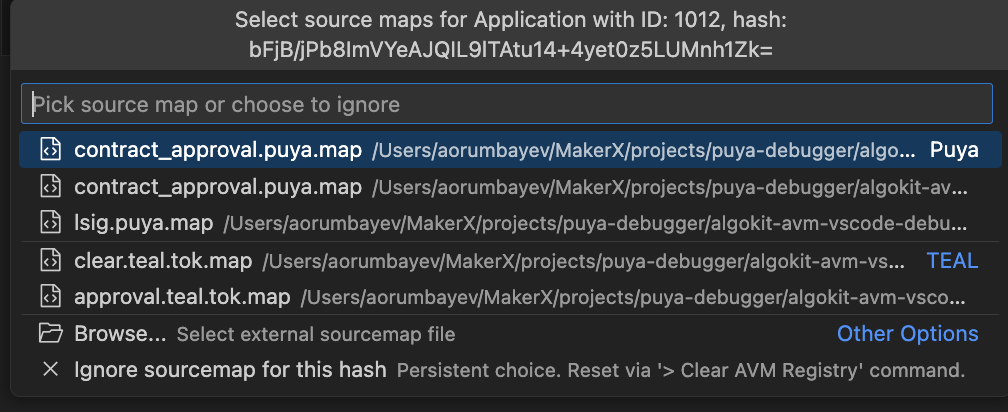 Select source maps for Application with ID: 1012, hash:
bFjB/jPb8ImVYeAJQIL9ITAtu14+4yet0z5LUMnh1Zk=
Pick source map or choose to ignore
contract_approval.puya.map /Users/aorumbayev/MakerX/projects/puya-debugger/algo... Puya
contract_approval.puya.map /Users/aorumbayev/MakerX/projects/puya-debugger/algokit-av...
lsig.puya.map /Users/aorumbayev/MakerX/projects/puya-debugger/algokit-avm-vscode-debu...
clear.teal.tok.map /Users/aorumbayev/MakerX/projects/puya-debugger/algokit-avm-vs... TEAL
approval.teal.tok.map /Users/aorumbayev/MakerX/projects/puya-debugger/algokit-avm-vsco...
Browse... Select external sourcemap file Other Options
Ignore sourcemap for this hash Persistent choice. Reset via '> Clear AVM Registry' command.